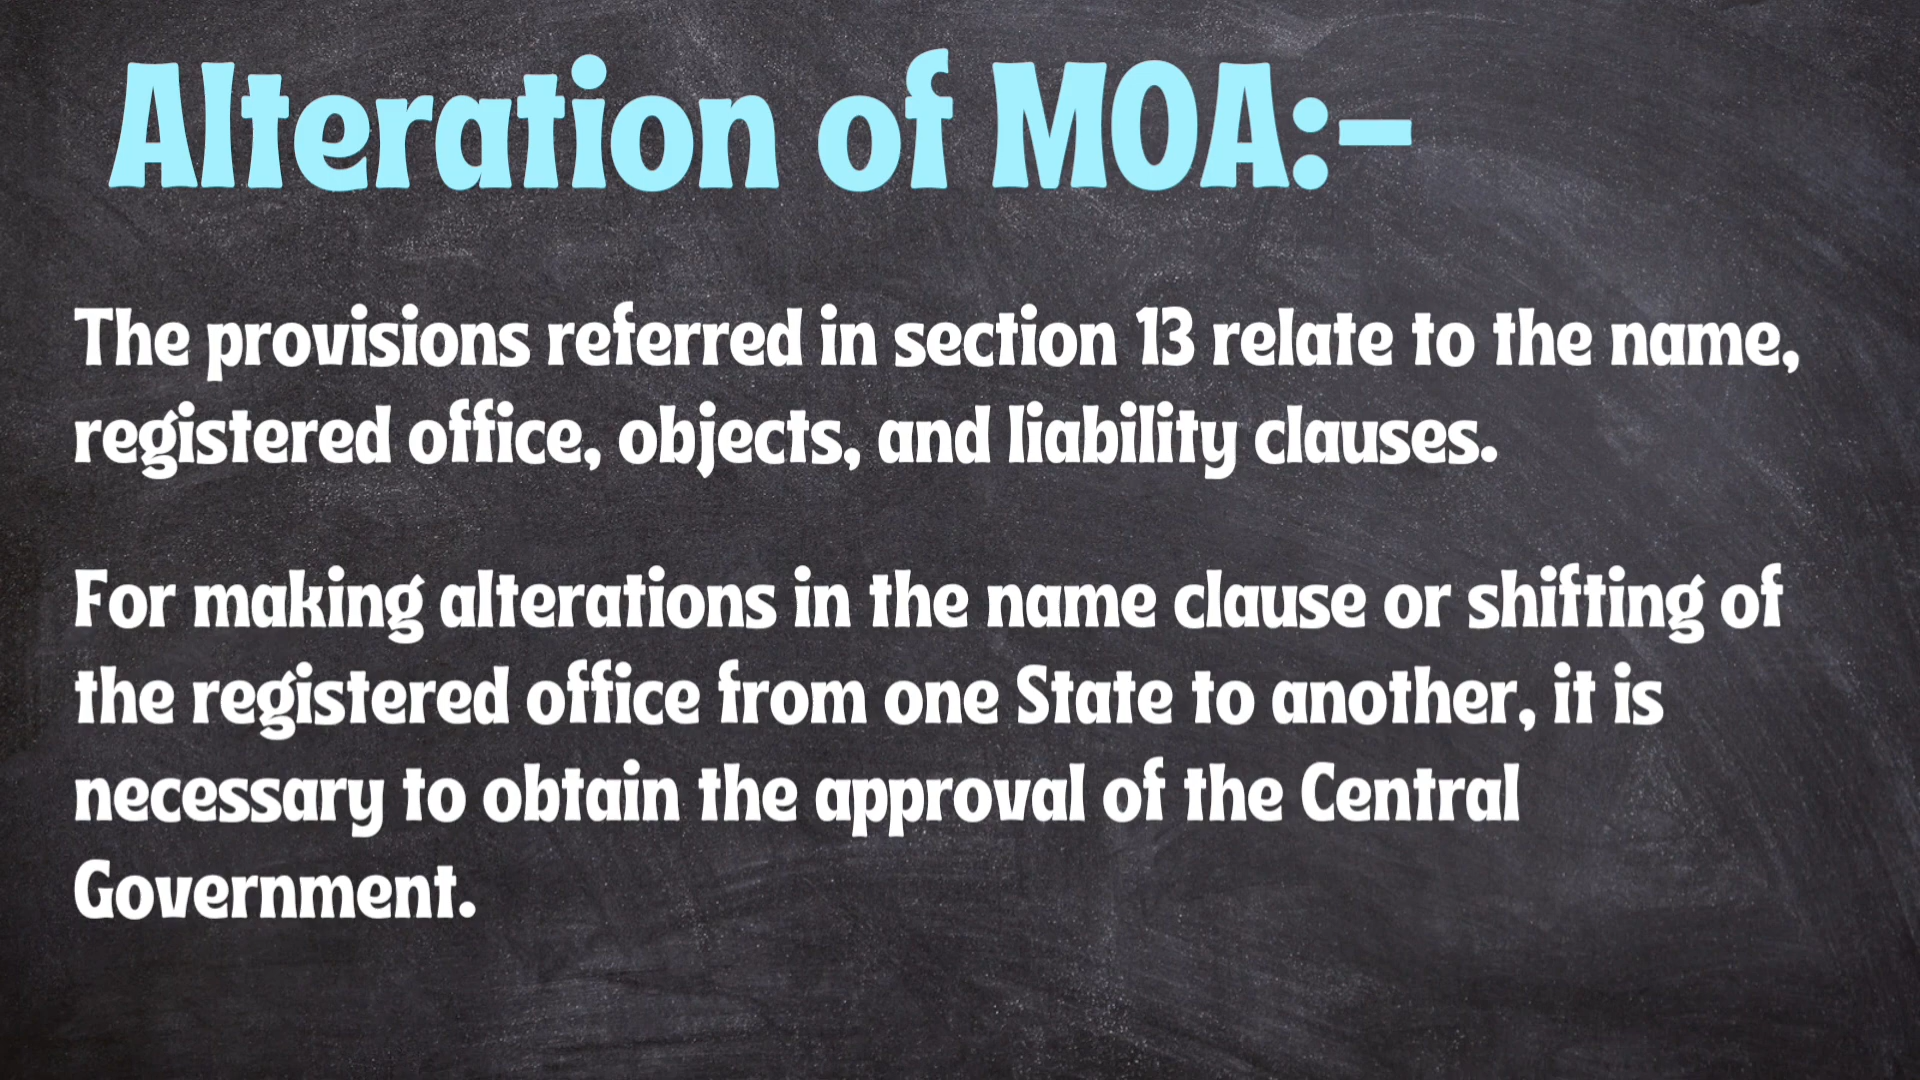 Alteration of MOA:-
The provisions referred in section 13 relate to the name,
registered office, objects, and liability clauses.
For making alterations in the name clause or shifting of
the registered office from one State to another, it is
necessary to obtain the approval of the Central
Government.